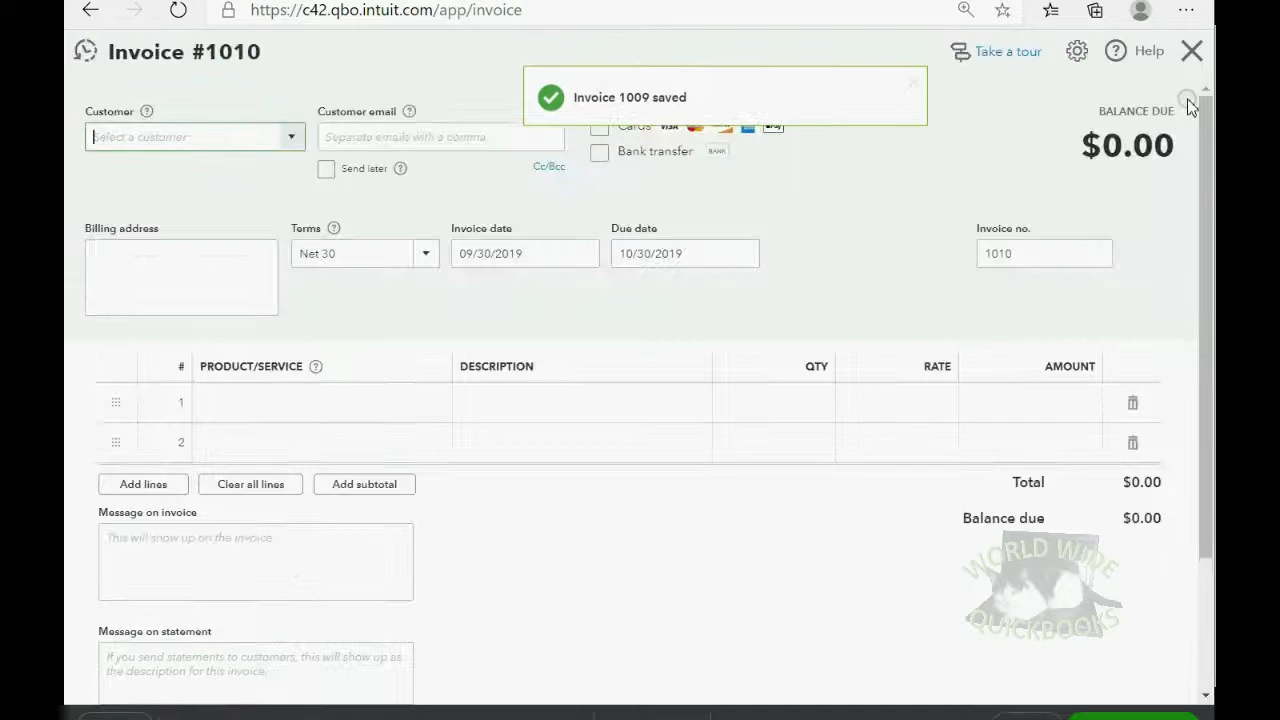 https://c42.qbo.intuit.com/app/invoice
Invoice #1010
Take a tour
Help
Invoice 1009 saved
Customer
Customer email
Cards VISA
BALANCE DUE
Select a customer
Separate emails with a comma
Bank transfer BANK
$0.00
Send later
Cc/Bcc
Billing address
Terms
Invoice date
Due date
Invoice no.
Net 30
09/30/2019
10/30/2019
1010
# PRODUCT/SERVICE DESCRIPTION QTY RATE AMOUNT
1
2
Add lines
Clear all lines
Add subtotal
Total $0.00
Message on invoice
Balance due $0.00
This will show up on the invoice.
WORLD WIDE
QUICKBOOKS
Message on statement
If you send statements to customers, this will show up as
the description for this invoice.